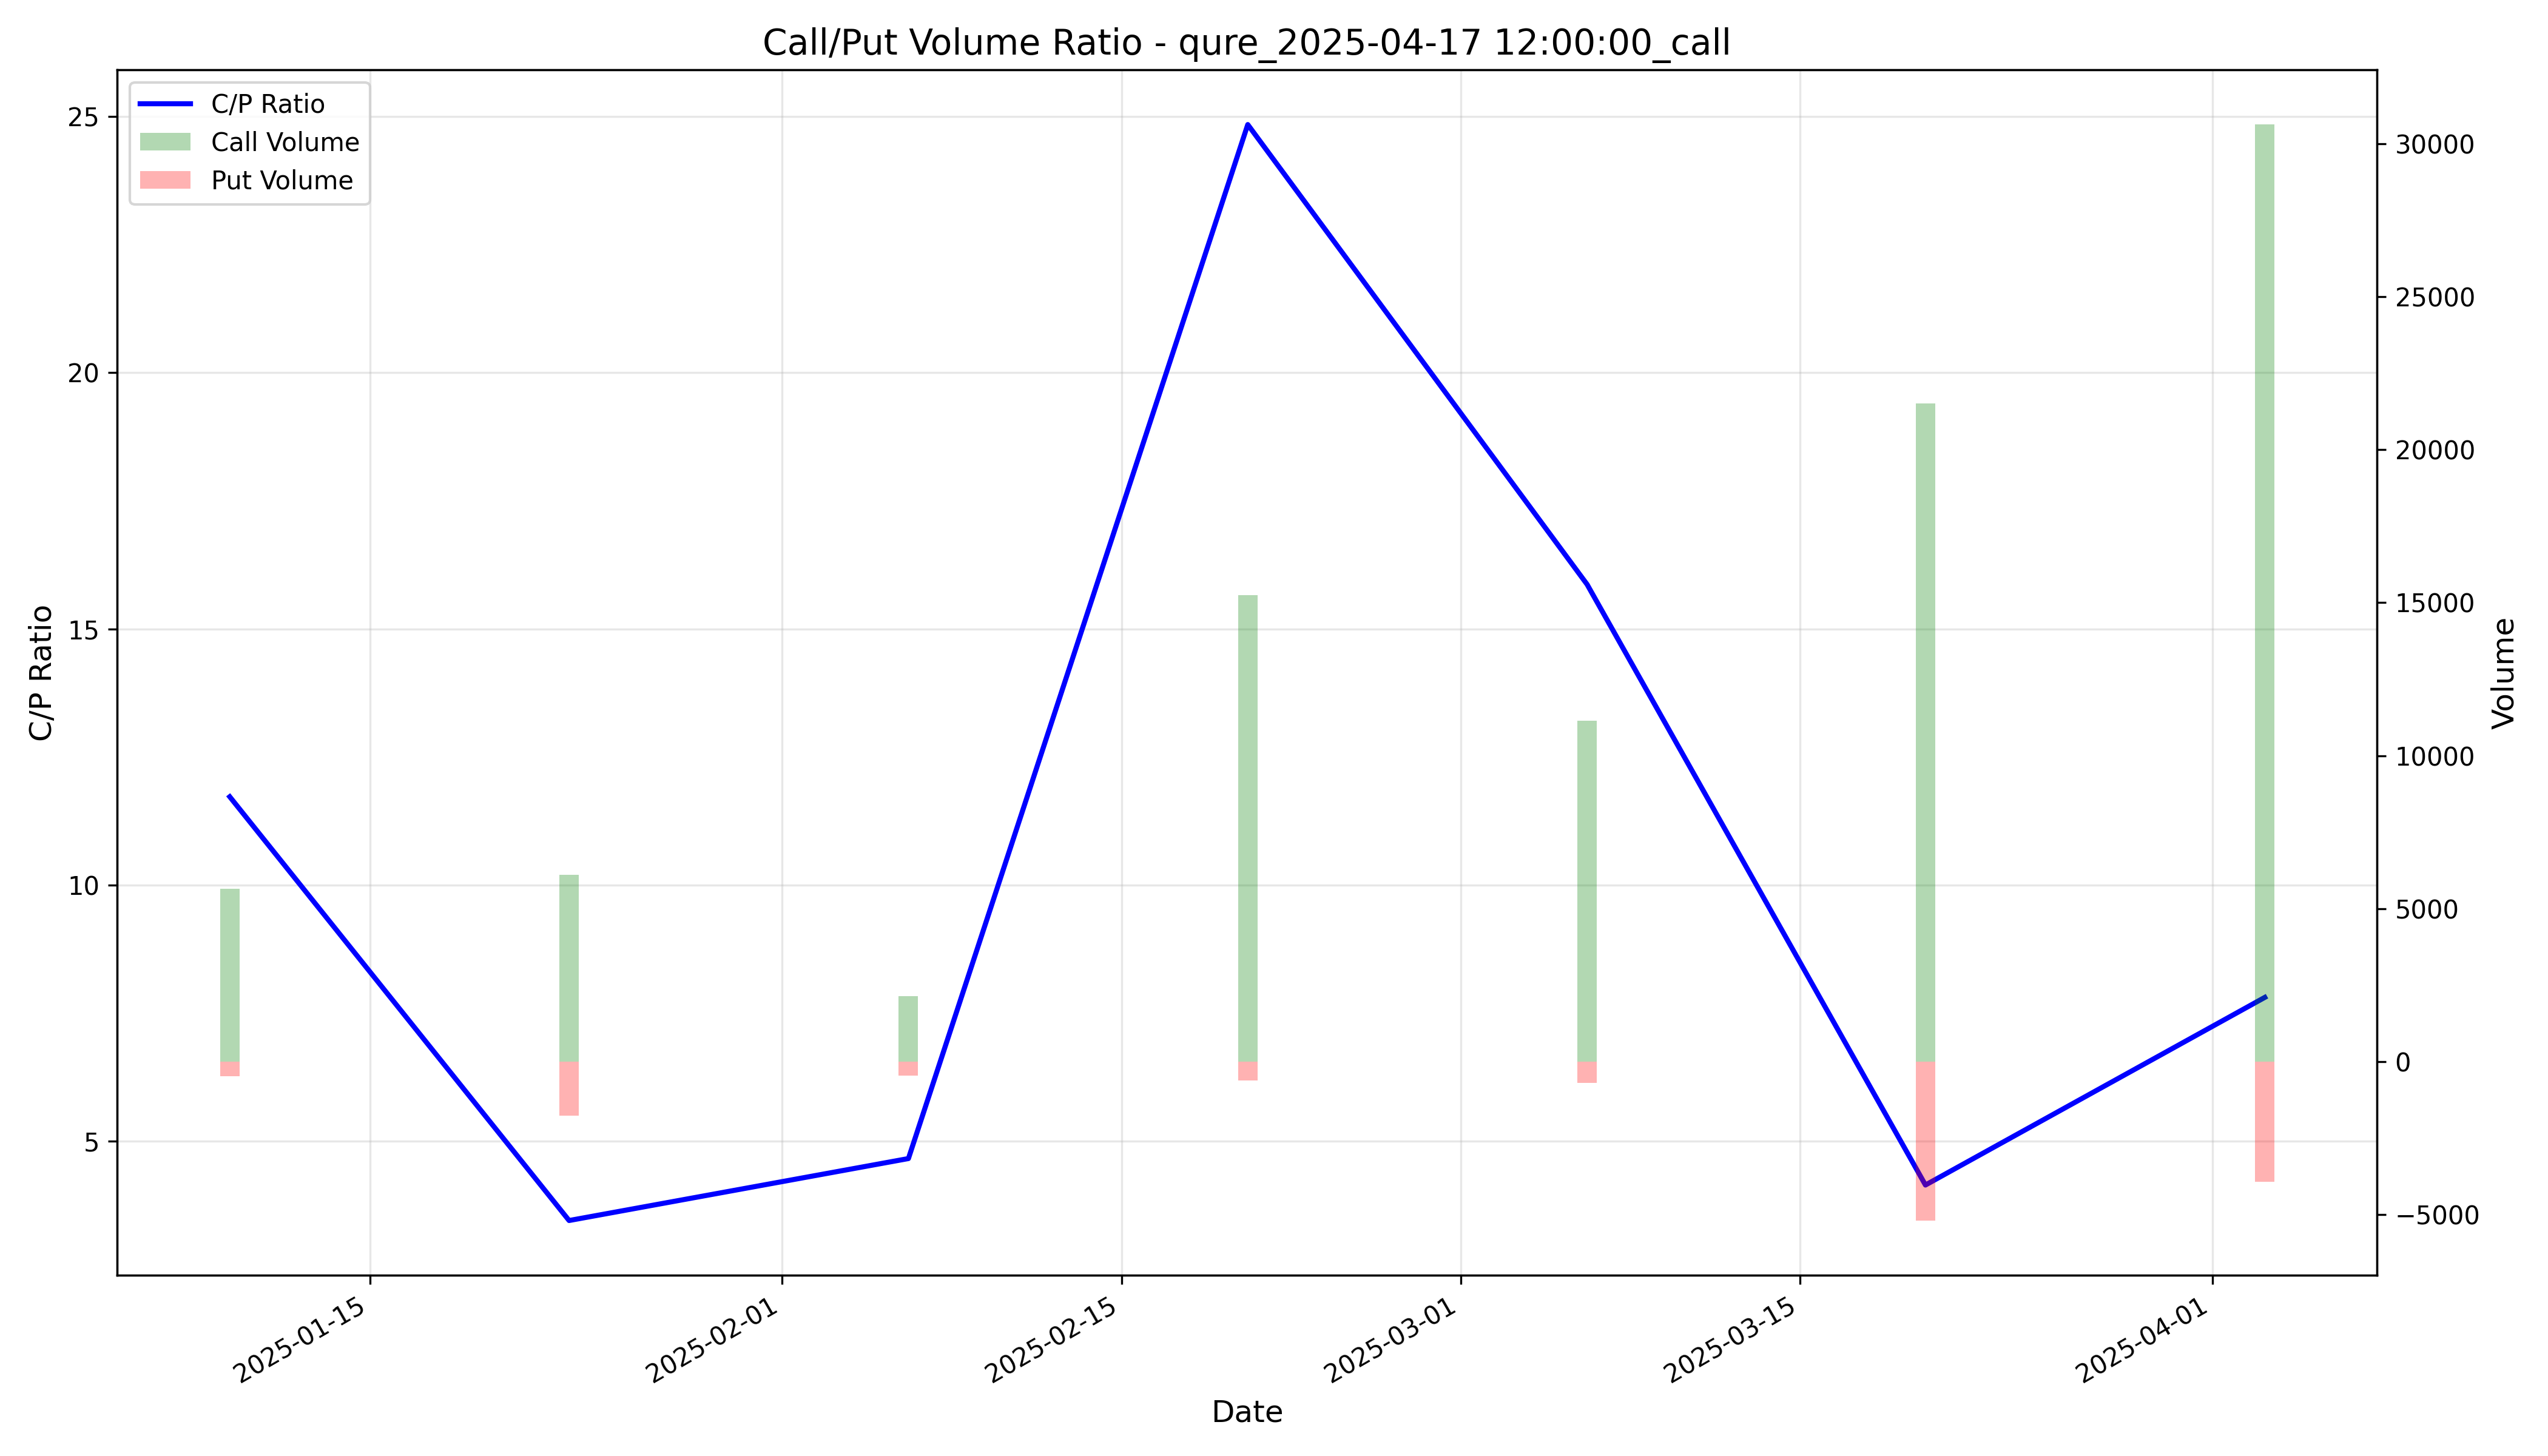 Call/Put Volume Ratio - qure_2025-04-17 12:00:00_call
C/P Ratio
Call Volume
Put Volume
25
20
15
10
5
C/P Ratio
30000
25000
20000
15000
10000
5000
0
−5000
Volume
2025-01-15
2025-02-01
2025-02-15
2025-03-01
2025-03-15
2025-04-01
Date